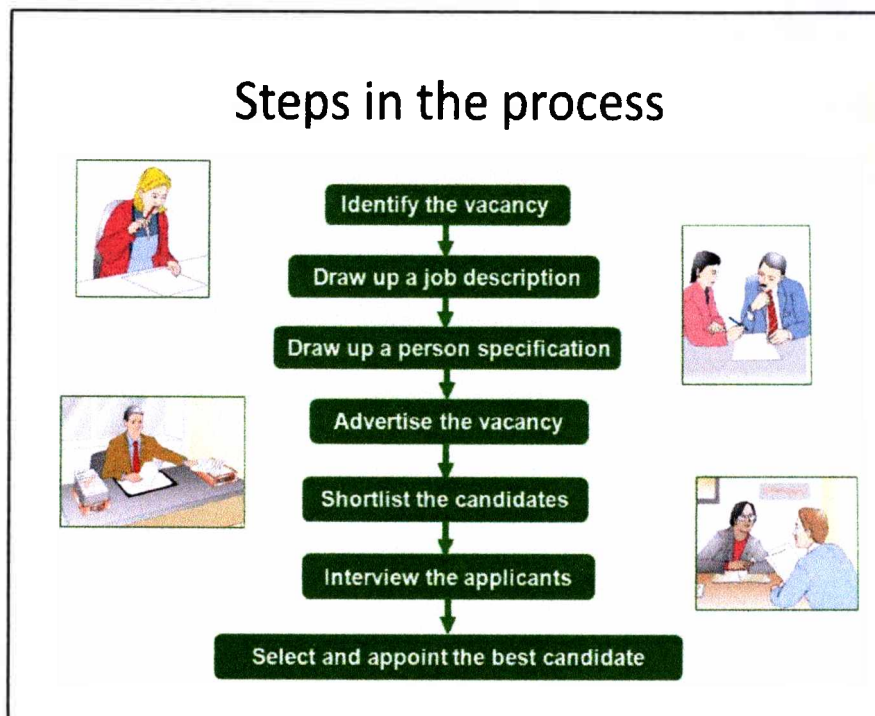 Steps in the process
Identify the vacancy
Draw up a job description
Draw up a person specification
Advertise the vacancy
Shortlist the candidates
Interview the applicants
Select and appoint the best candidate